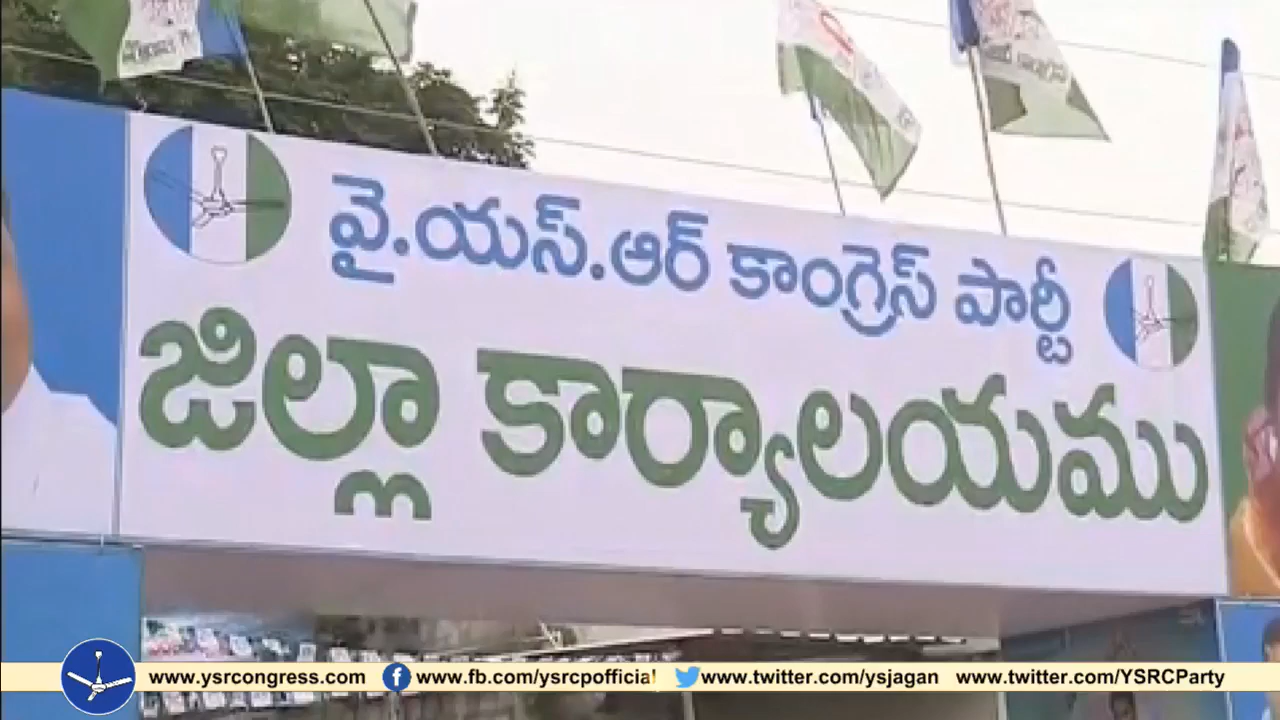 వై.యస్.ఆర్ కాంగ్రెస్ పార్టీ
జిల్లా కార్యాలయము
www.ysrcongress.com www.fb.com/ysrcpofficial www.twitter.com/ysjagan www.twitter.com/YSRCParty